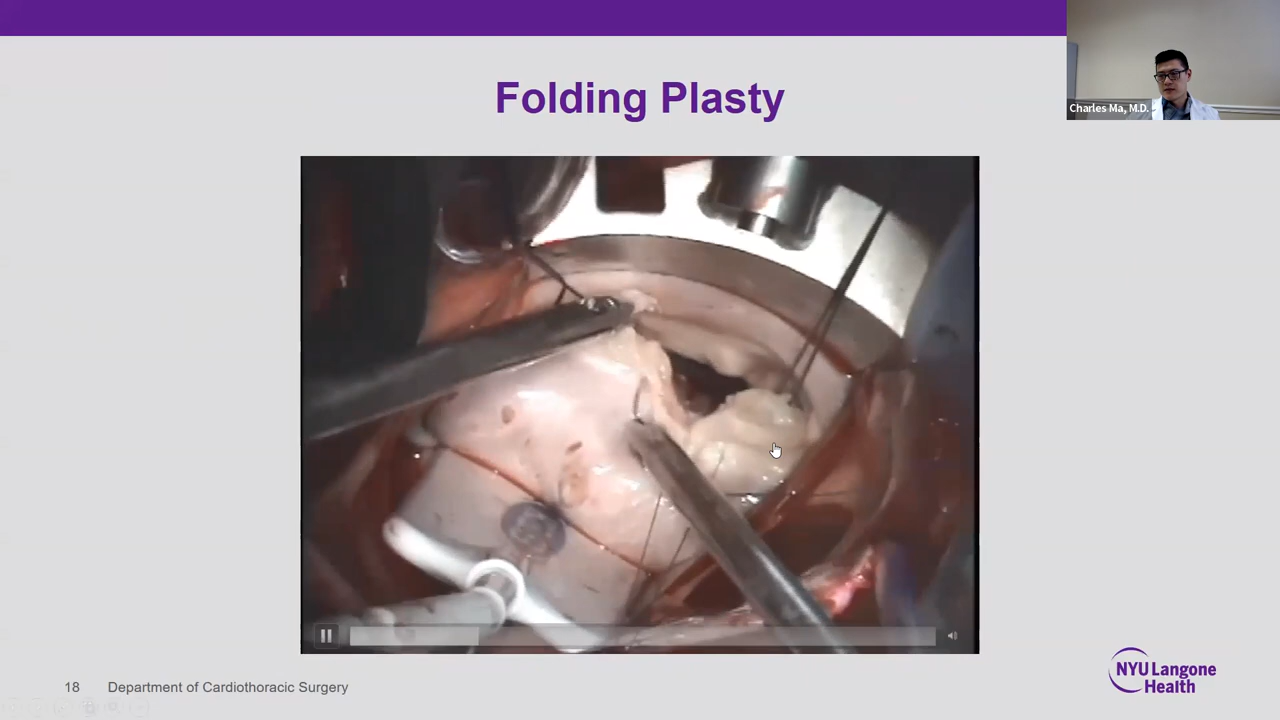 Folding Plasty
Charles Ma, M.D.
18 Department of Cardiothoracic Surgery
NYU Langone
Health